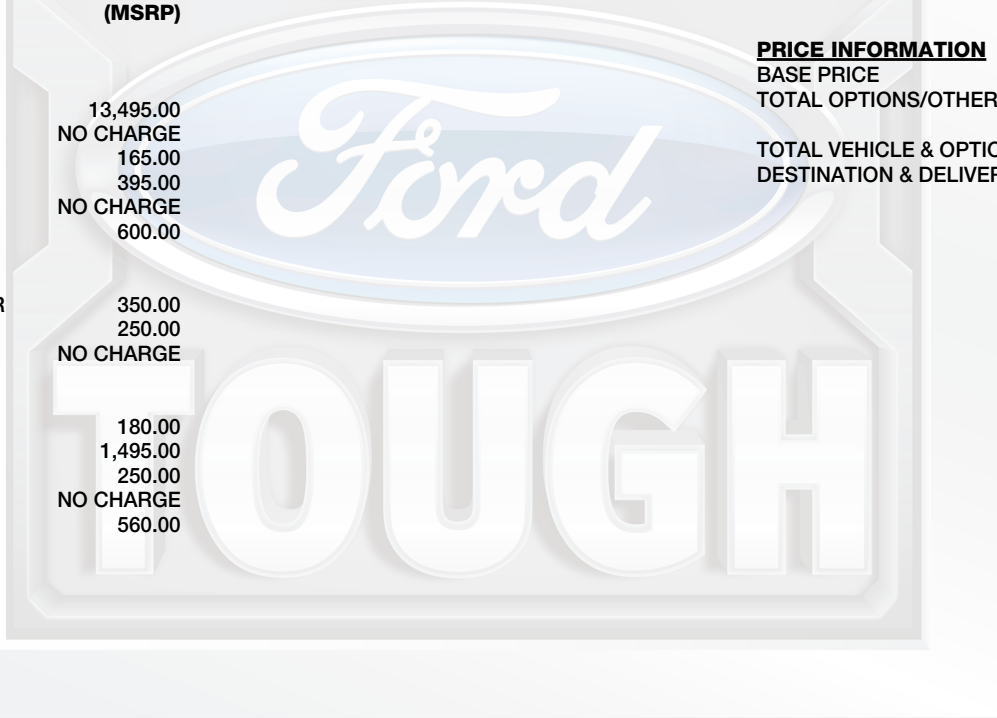 (MSRP)
13,495.00
NO CHARGE
165.00
395.00
NO CHARGE
600.00
R 350.00
250.00
NO CHARGE
180.00
1,495.00
250.00
NO CHARGE
560.00
PRICE INFORMATION
BASE PRICE
TOTAL OPTIONS/OTHER
TOTAL VEHICLE & OPTIO
DESTINATION & DELIVER
Ford
TOUGH